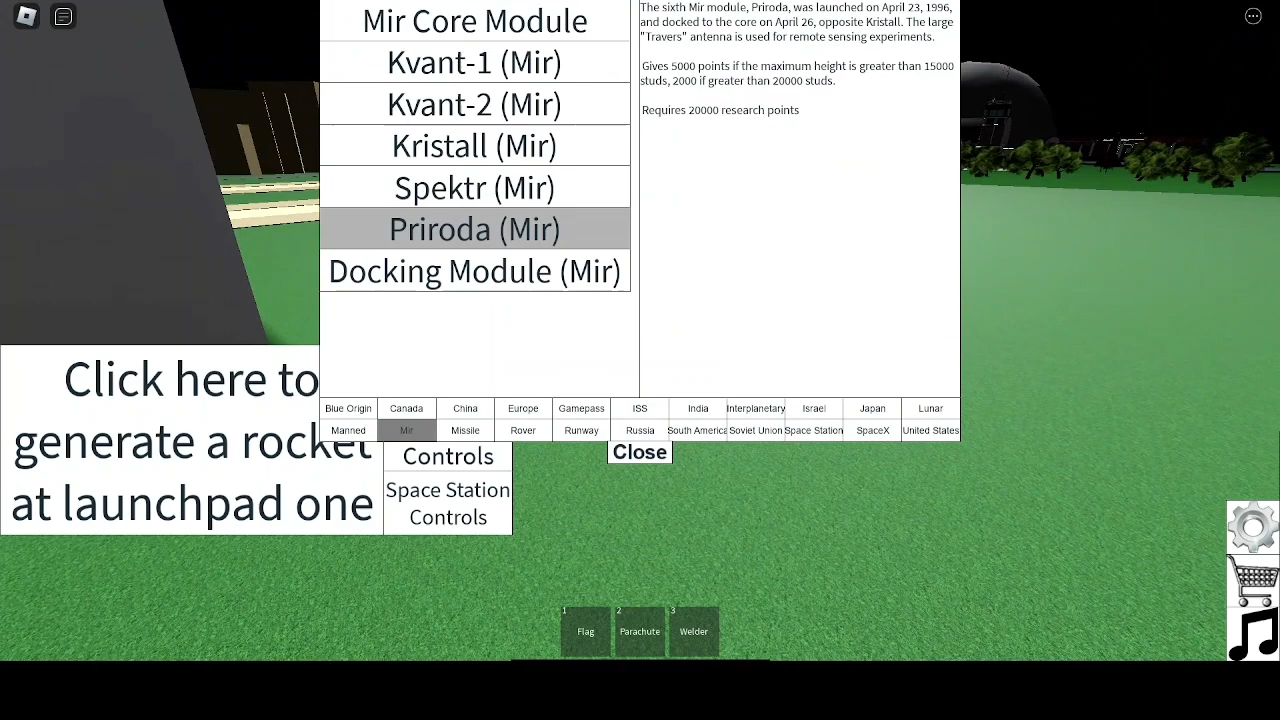 Mir Core Module
Kvant-1 (Mir)
Kvant-2 (Mir)
Kristall (Mir)
Spektr (Mir)
Priroda (Mir)
Docking Module (Mir)
The sixth Mir module, Priroda, was launched on April 23, 1996,
and docked to the core on April 26, opposite Kristall. The large
"Travers" antenna is used for remote sensing experiments.
Gives 5000 points if the maximum height is greater than 15000
studs, 2000 if greater than 20000 studs.
Requires 20000 research points
Blue Origin Canada China Europe Gamepass ISS India Interplanetary Israel Japan Lunar
Manned Mir Missile Rover Runway Russia South America Soviet Union Space Station SpaceX United States
Close
Click here to
generate a rocket
at launchpad one
Controls
Space Station
Controls
1 2 3
Flag Parachute Welder